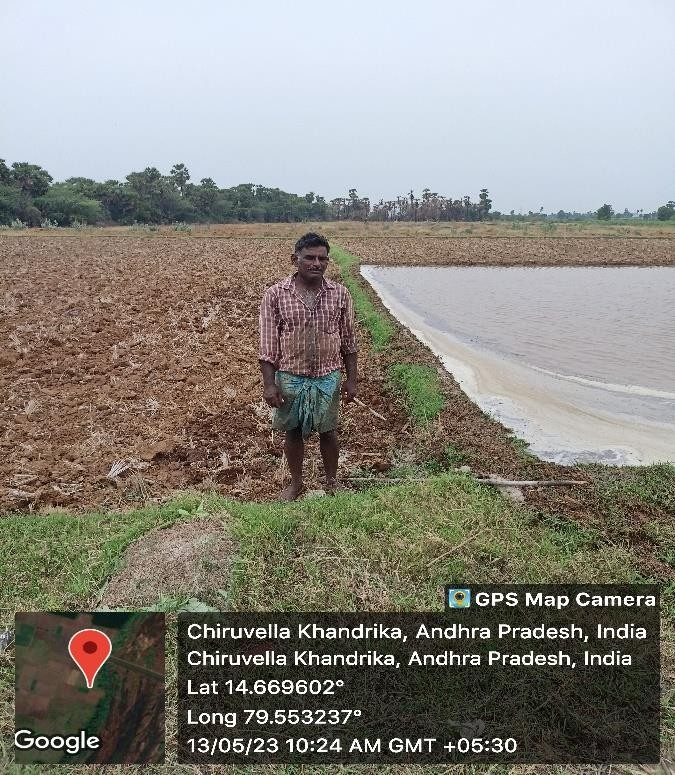 GPS Map Camera
Chiruvella Khandrika, Andhra Pradesh, India
Chiruvella Khandrika, Andhra Pradesh, India
Lat 14.669602°
Long 79.553237°
13/05/23 10:24 AM GMT +05:30
Google